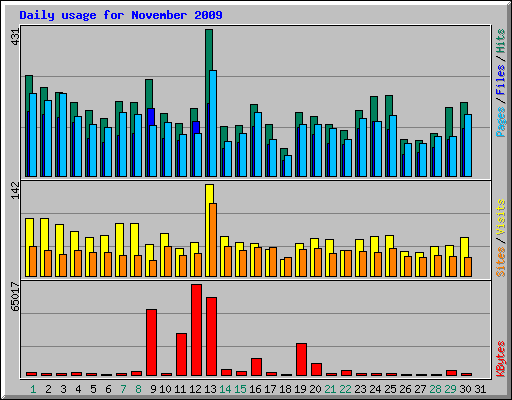 Daily usage for November 2009
431
Pages / Files / Hits
142
Sites / Visits
65017
KBytes
1 2 3 4 5 6 7 8 9 10 11 12 13 14 15 16 17 18 19 20 21 22 23 24 25 26 27 28 29 30 31